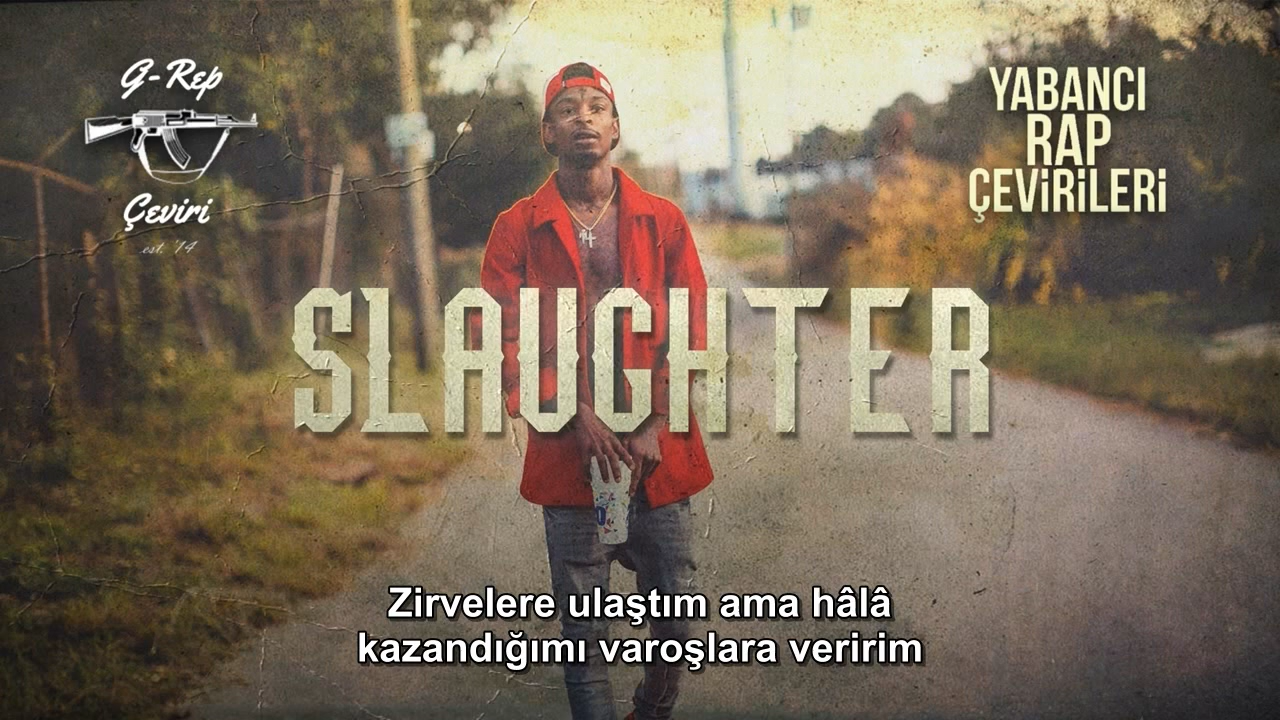 G-Rep
Çeviri
est. '14
YABANCI
RAP
ÇEVİRİLERİ
SLAUGHTER
Zirvelere ulaştım ama hâlâ
kazandığımı varoşlara veririm